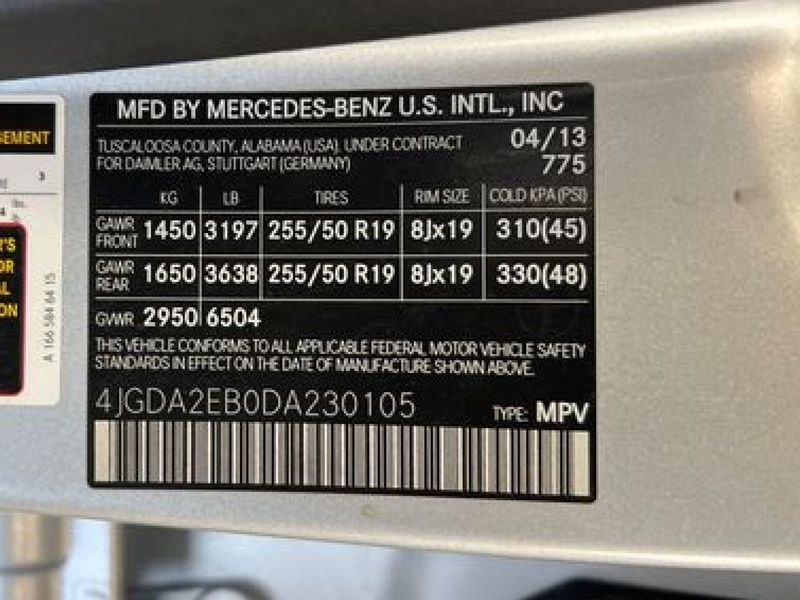 MFD BY MERCEDES-BENZ U.S. INTL., INC
TUSCALOOSA COUNTY, ALABAMA (USA). UNDER CONTRACT
FOR DAIMLER AG, STUTTGART (GERMANY)
04/13
775
KG LB TIRES RIM SIZE COLD KPA (PSI)
GAWR FRONT 1450 3197 255/50 R19 8Jx19 310(45)
GAWR REAR 1650 3638 255/50 R19 8Jx19 330(48)
GVWR 2950 6504
THIS VEHICLE CONFORMS TO ALL APPLICABLE FEDERAL MOTOR VEHICLE SAFETY
STANDARDS IN EFFECT ON THE DATE OF MANUFACTURE SHOWN ABOVE.
4JGDA2EB0DA230105
TYPE: MPV
A 166 584 64 15